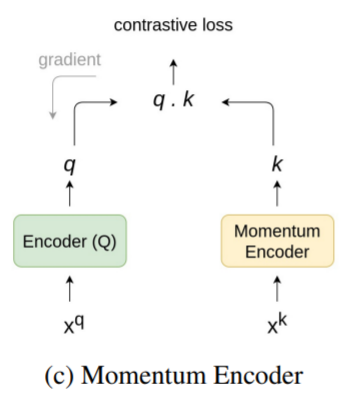 contrastive loss
gradient
q . k
q
k
Encoder (Q)
Momentum
Encoder
x^q
x^k
(c) Momentum Encoder